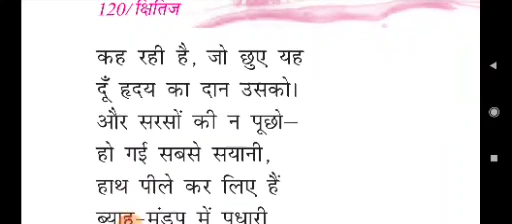 120/क्षितिज
कह रही है, जो छुए यह
दूँ हृदय का दान उसको।
और सरसों की न पूछो–
हो गई सबसे सयानी,
हाथ पीले कर लिए हैं
ब्याह-मंडप में पधारी